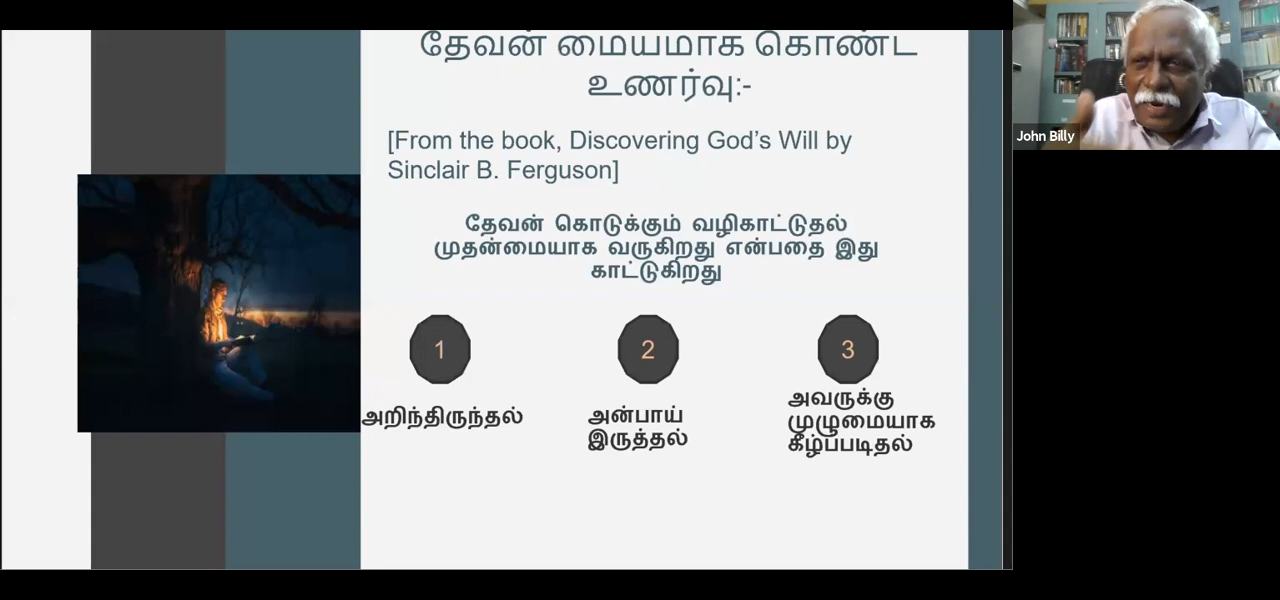 தேவன் மையமாக கொண்ட
உணர்வு:-
[From the book, Discovering God's Will by
Sinclair B. Ferguson]
தேவன் கொடுக்கும் வழிகாட்டுதல்
முதன்மையாக வருகிறது என்பதை இது
காட்டுகிறது
1
2
3
அறிந்திருந்தல்
அன்பாய்
இருத்தல்
அவருக்கு
முழுமையாக
கீழ்ப்படிதல்
John Billy